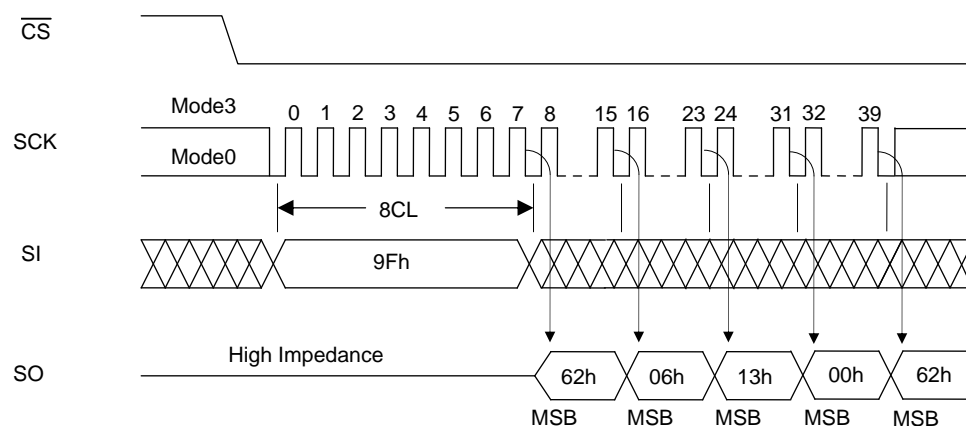 CS
Mode3
0 1 2 3 4 5 6 7 8 15 16 23 24 31 32 39
SCK
Mode0
8CL
SI
9Fh
High Impedance
SO
62h 06h 13h 00h 62h
MSB MSB MSB MSB MSB